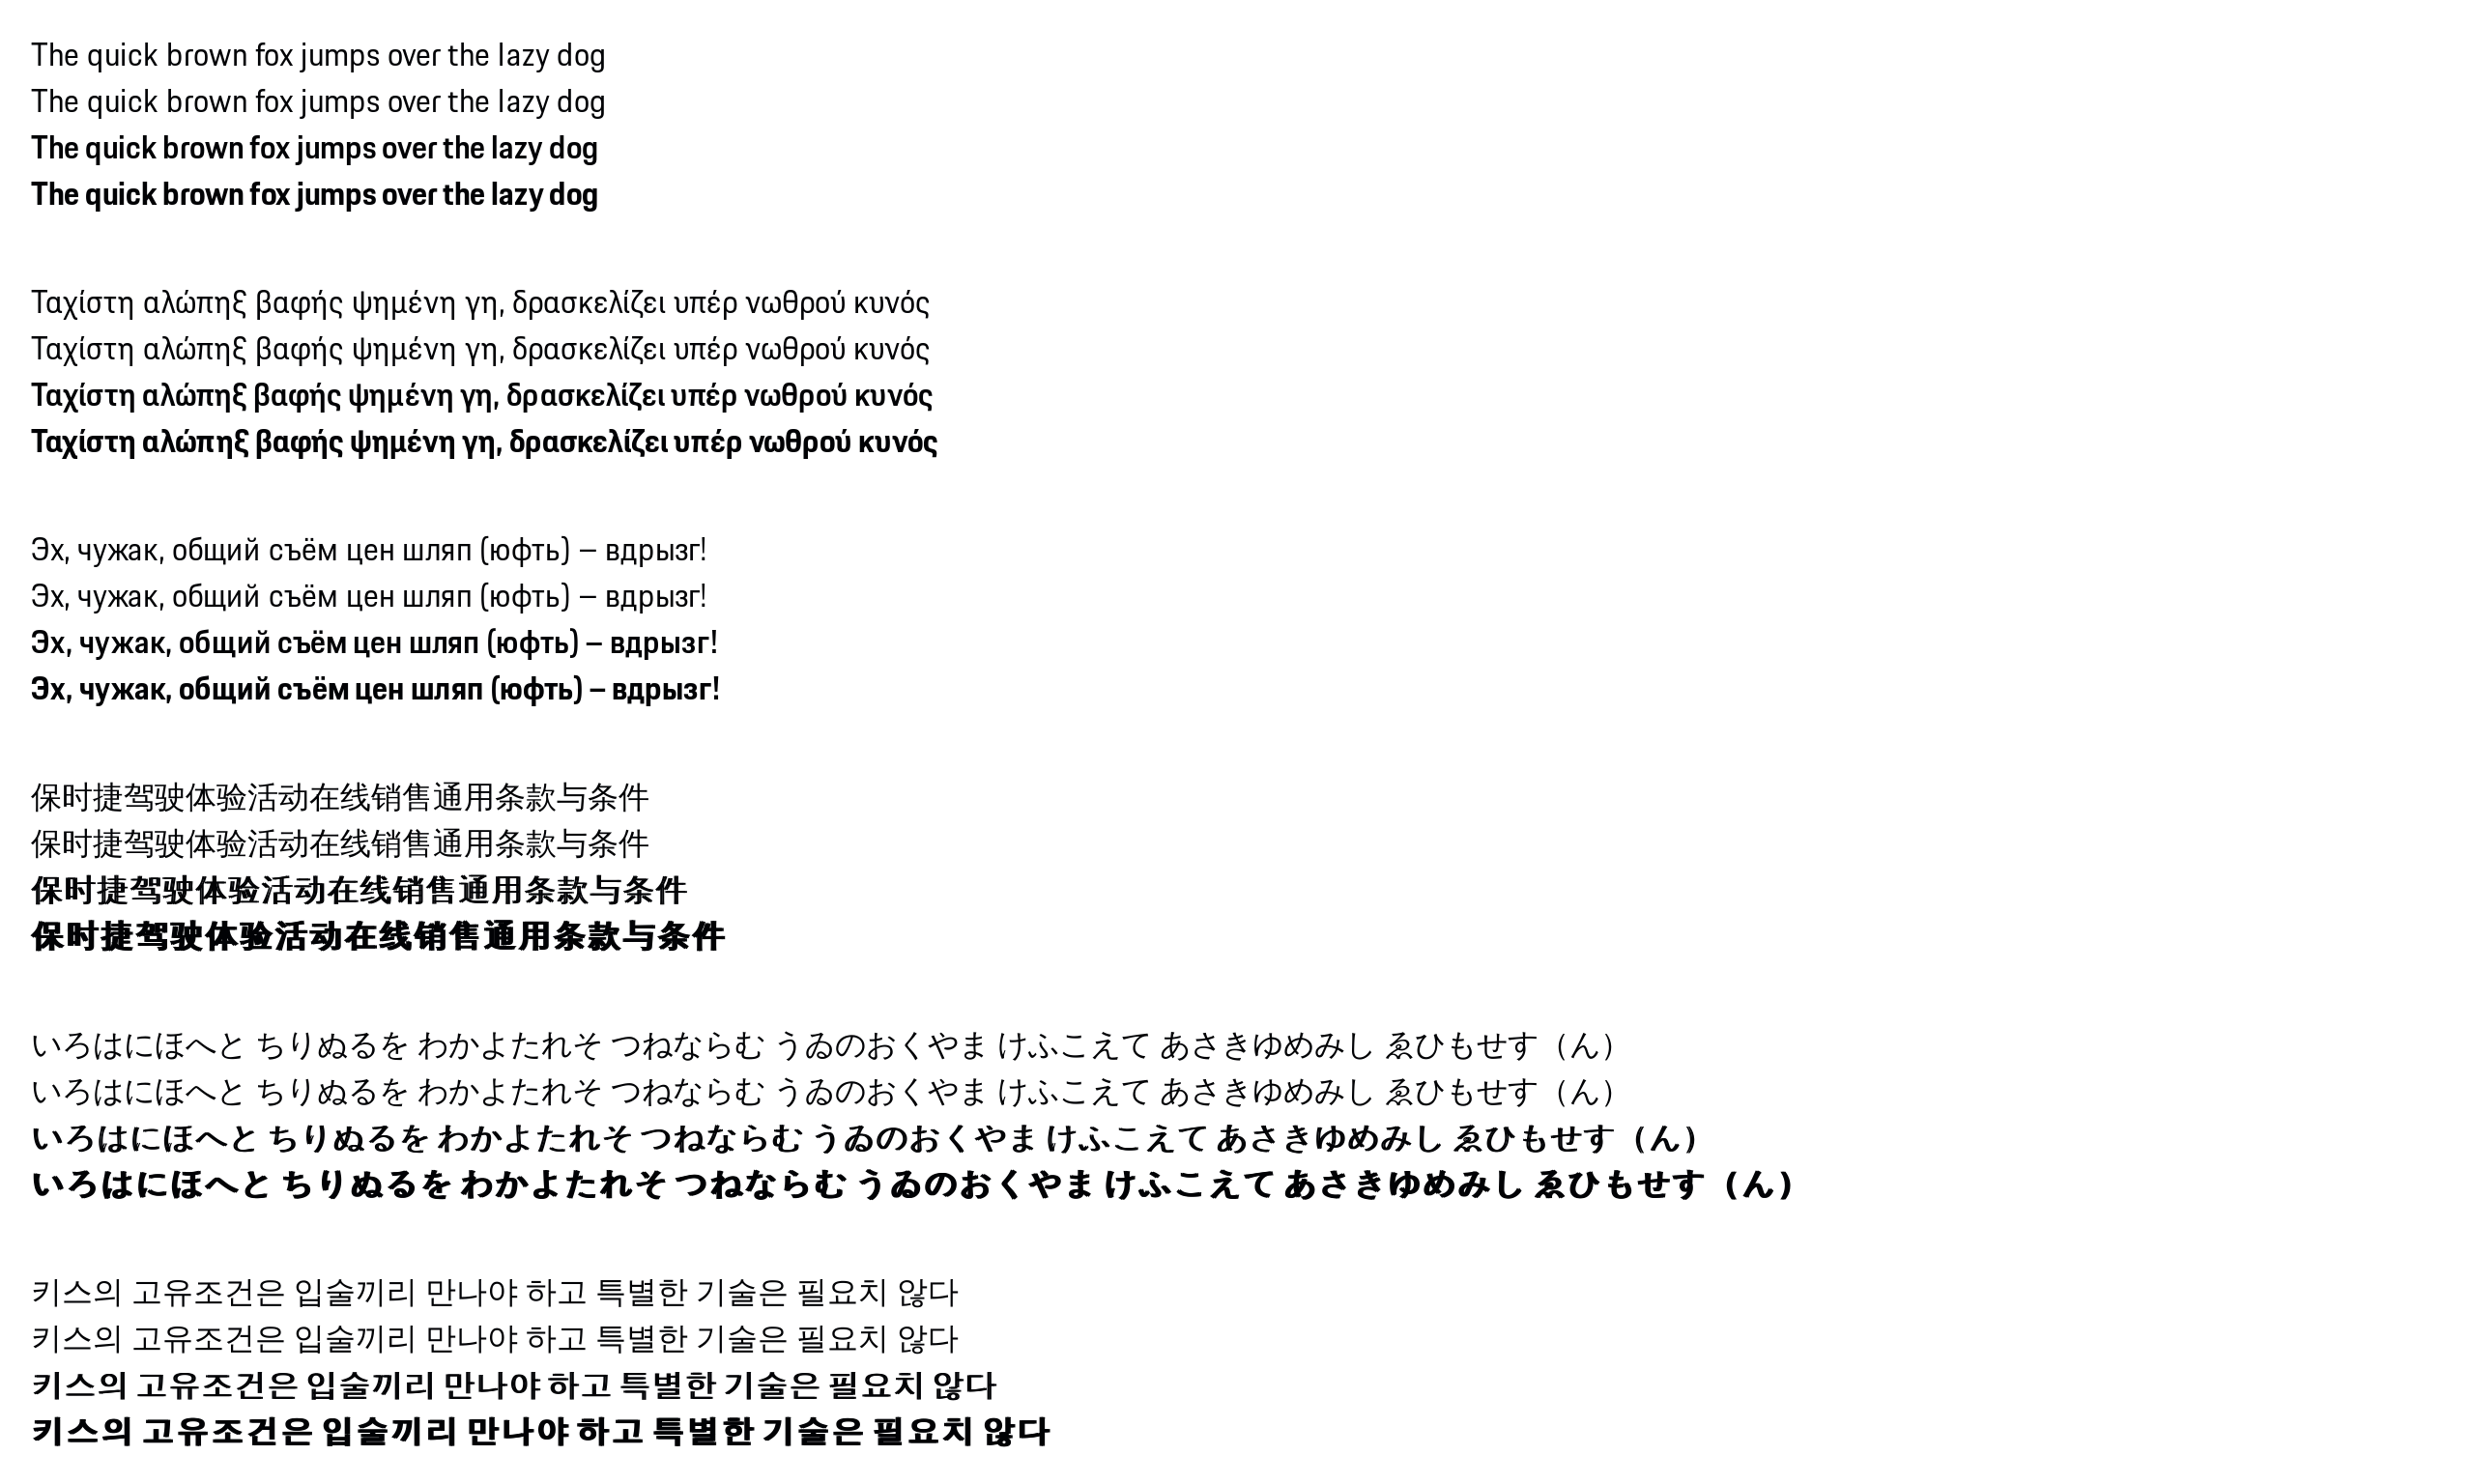 The quick brown fox jumps over the lazy dog
The quick brown fox jumps over the lazy dog
The quick brown fox jumps over the lazy dog
The quick brown fox jumps over the lazy dog
Ταχίστη αλώπηξ βαφής ψημένη γη, δρασκελίζει υπέρ νωθρού κυνός
Ταχίστη αλώπηξ βαφής ψημένη γη, δρασκελίζει υπέρ νωθρού κυνός
Ταχίστη αλώπηξ βαφής ψημένη γη, δρασκελίζει υπέρ νωθρού κυνός
Ταχίστη αλώπηξ βαφής ψημένη γη, δρασκελίζει υπέρ νωθρού κυνός
Эх, чужак, общий съём цен шляп (юфть) – вдрызг!
Эх, чужак, общий съём цен шляп (юфть) – вдрызг!
Эх, чужак, общий съём цен шляп (юфть) – вдрызг!
Эх, чужак, общий съём цен шляп (юфть) – вдрызг!
保时捷驾驶体验活动在线销售通用条款与条件
保时捷驾驶体验活动在线销售通用条款与条件
保时捷驾驶体验活动在线销售通用条款与条件
保时捷驾驶体验活动在线销售通用条款与条件
いろはにほへと ちりぬるを わかよたれそ つねならむ うゐのおくやま けふこえて あさきゆめみし ゑひもせす（ん）
いろはにほへと ちりぬるを わかよたれそ つねならむ うゐのおくやま けふこえて あさきゆめみし ゑひもせす（ん）
いろはにほへと ちりぬるを わかよたれそ つねならむ うゐのおくやま けふこえて あさきゆめみし ゑひもせす（ん）
いろはにほへと ちりぬるを わかよたれそ つねならむ うゐのおくやま けふこえて あさきゆめみし ゑひもせす（ん）
키스의 고유조건은 입술끼리 만나야 하고 특별한 기술은 필요치 않다
키스의 고유조건은 입술끼리 만나야 하고 특별한 기술은 필요치 않다
키스의 고유조건은 입술끼리 만나야 하고 특별한 기술은 필요치 않다
키스의 고유조건은 입술끼리 만나야 하고 특별한 기술은 필요치 않다